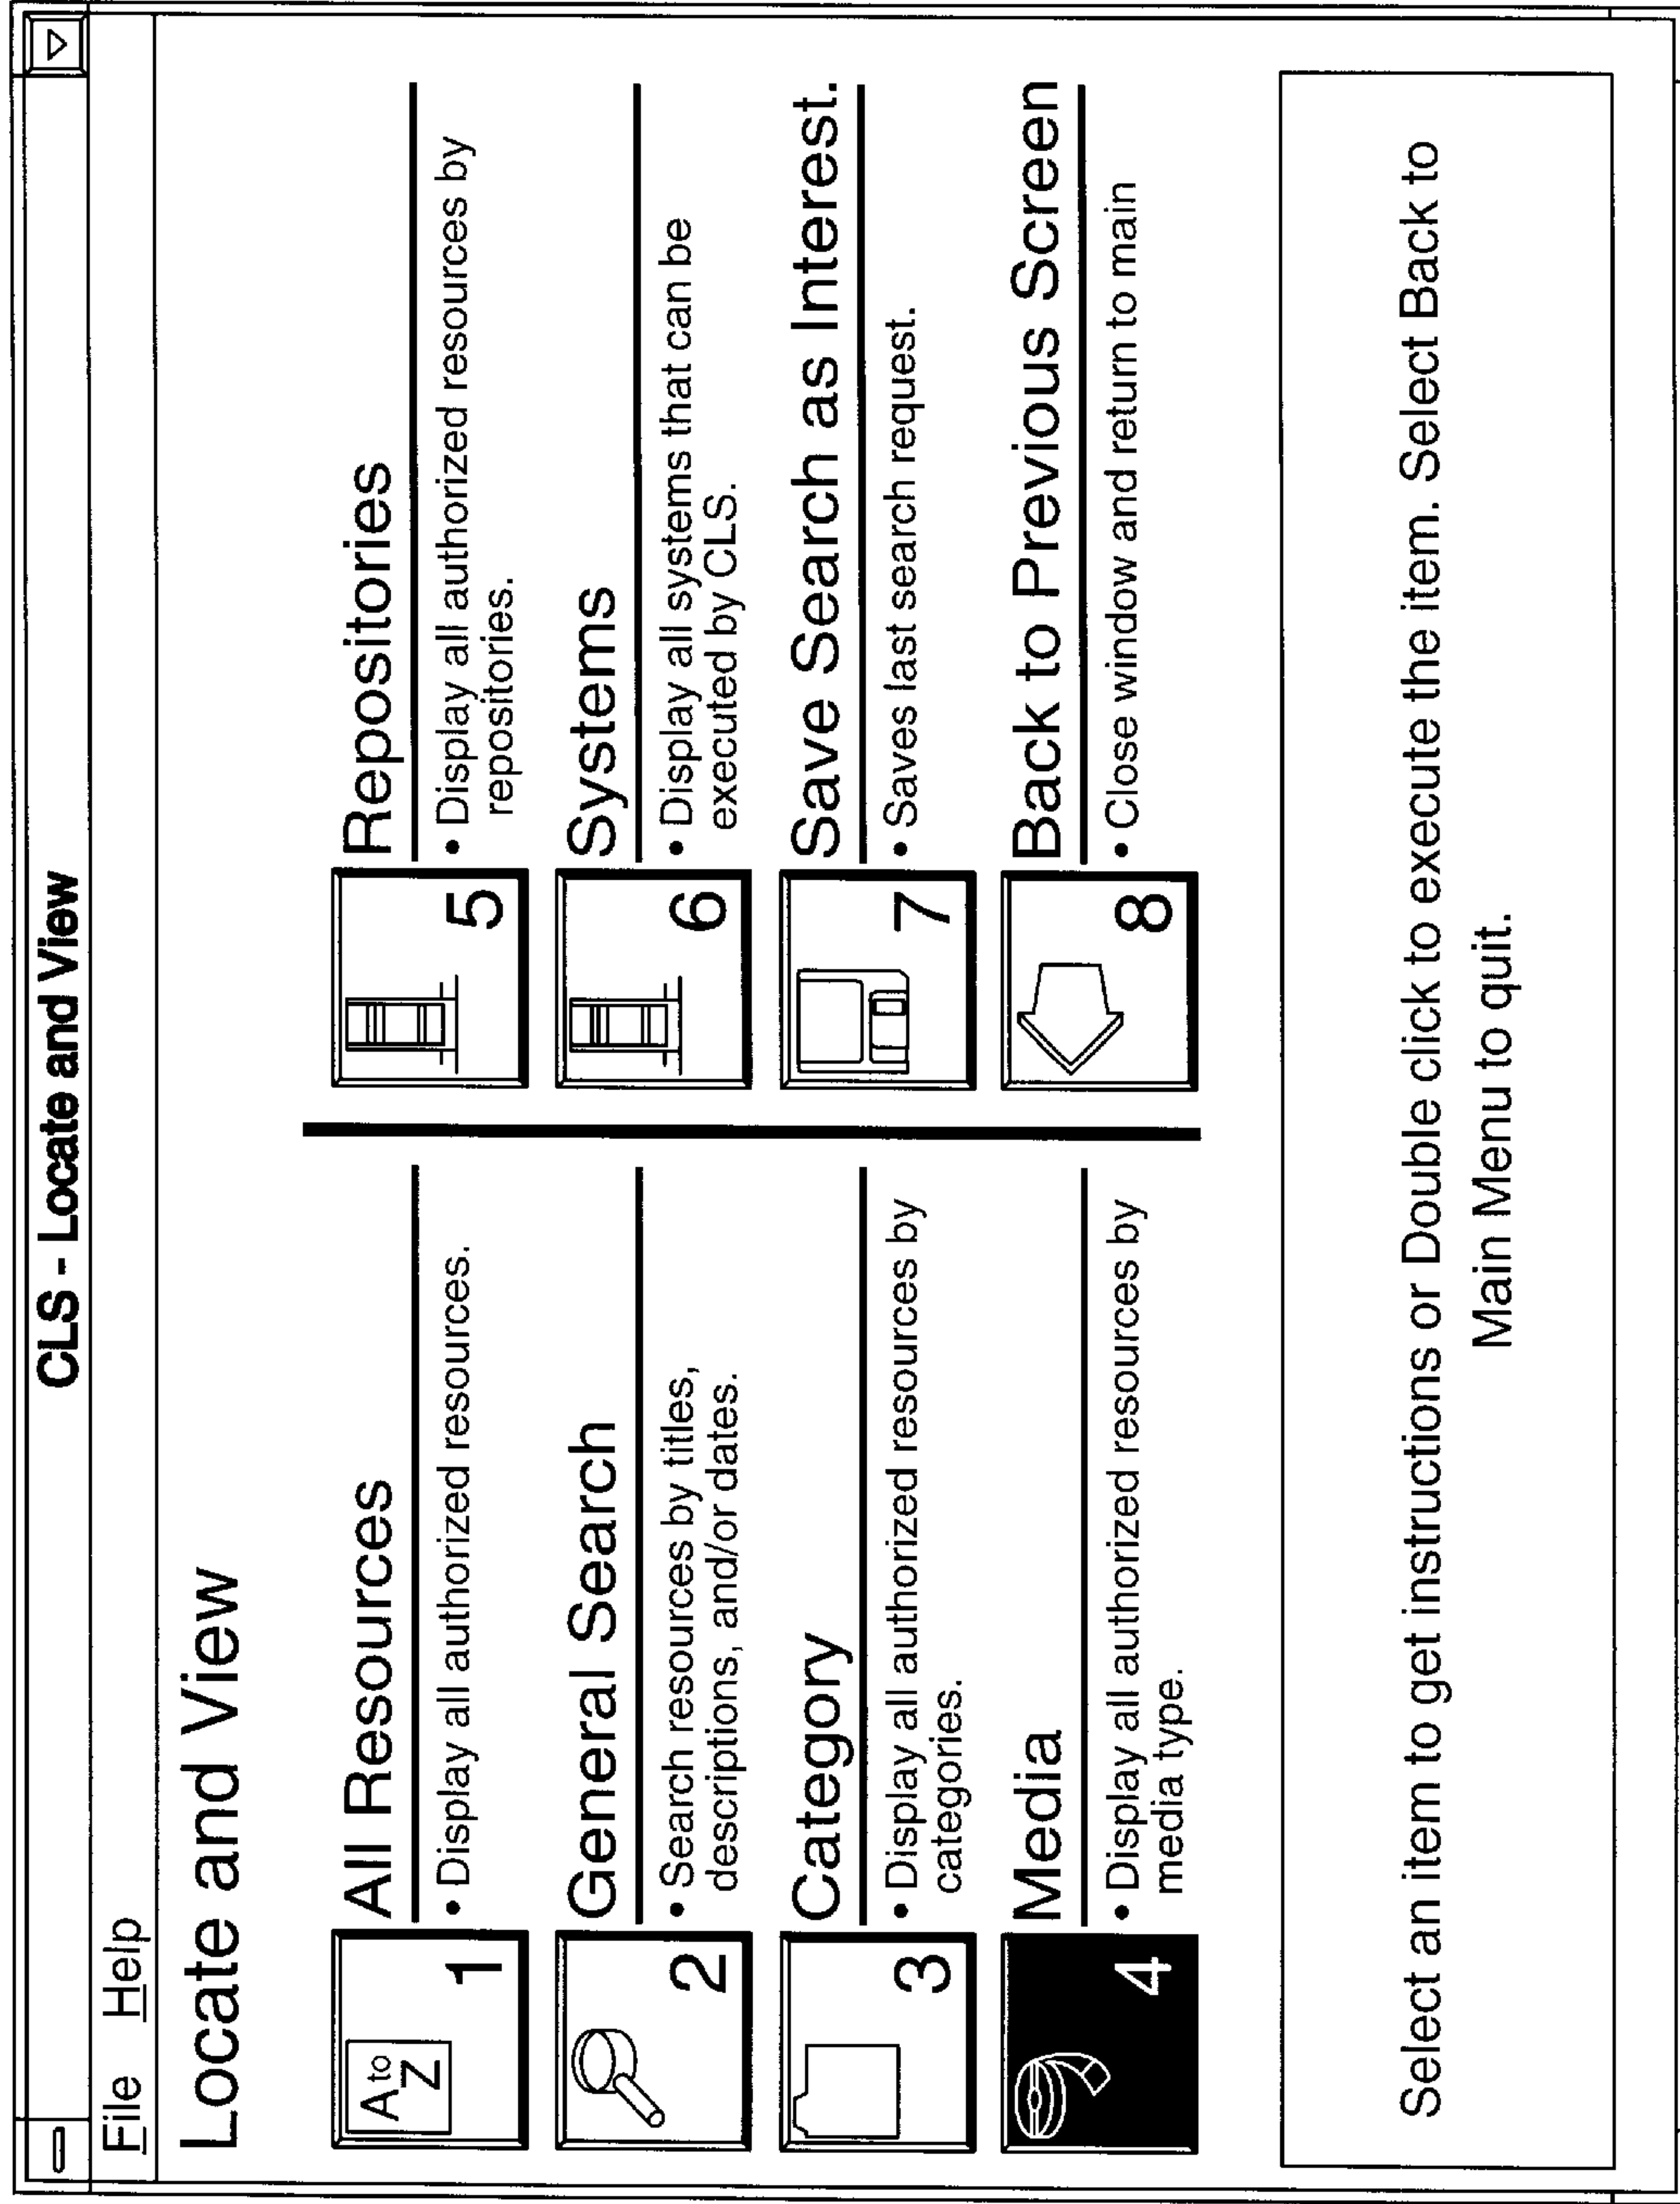 CLS - Locate and View
File Help
Locate and View
A to
Z
1
All Resources
• Display all authorized resources.
2
General Search
• Search resources by titles,
descriptions, and/or dates.
3
Category
• Display all authorized resources by
categories.
4
Media
• Display all authorized resources by
media type.
5
Repositories
• Display all authorized resources by
repositories.
6
Systems
• Display all systems that can be
executed by CLS.
7
Save Search as Interest.
• Saves last search request.
8
Back to Previous Screen
• Close window and return to main
Select an item to get instructions or Double click to execute the item. Select Back to
Main Menu to quit.